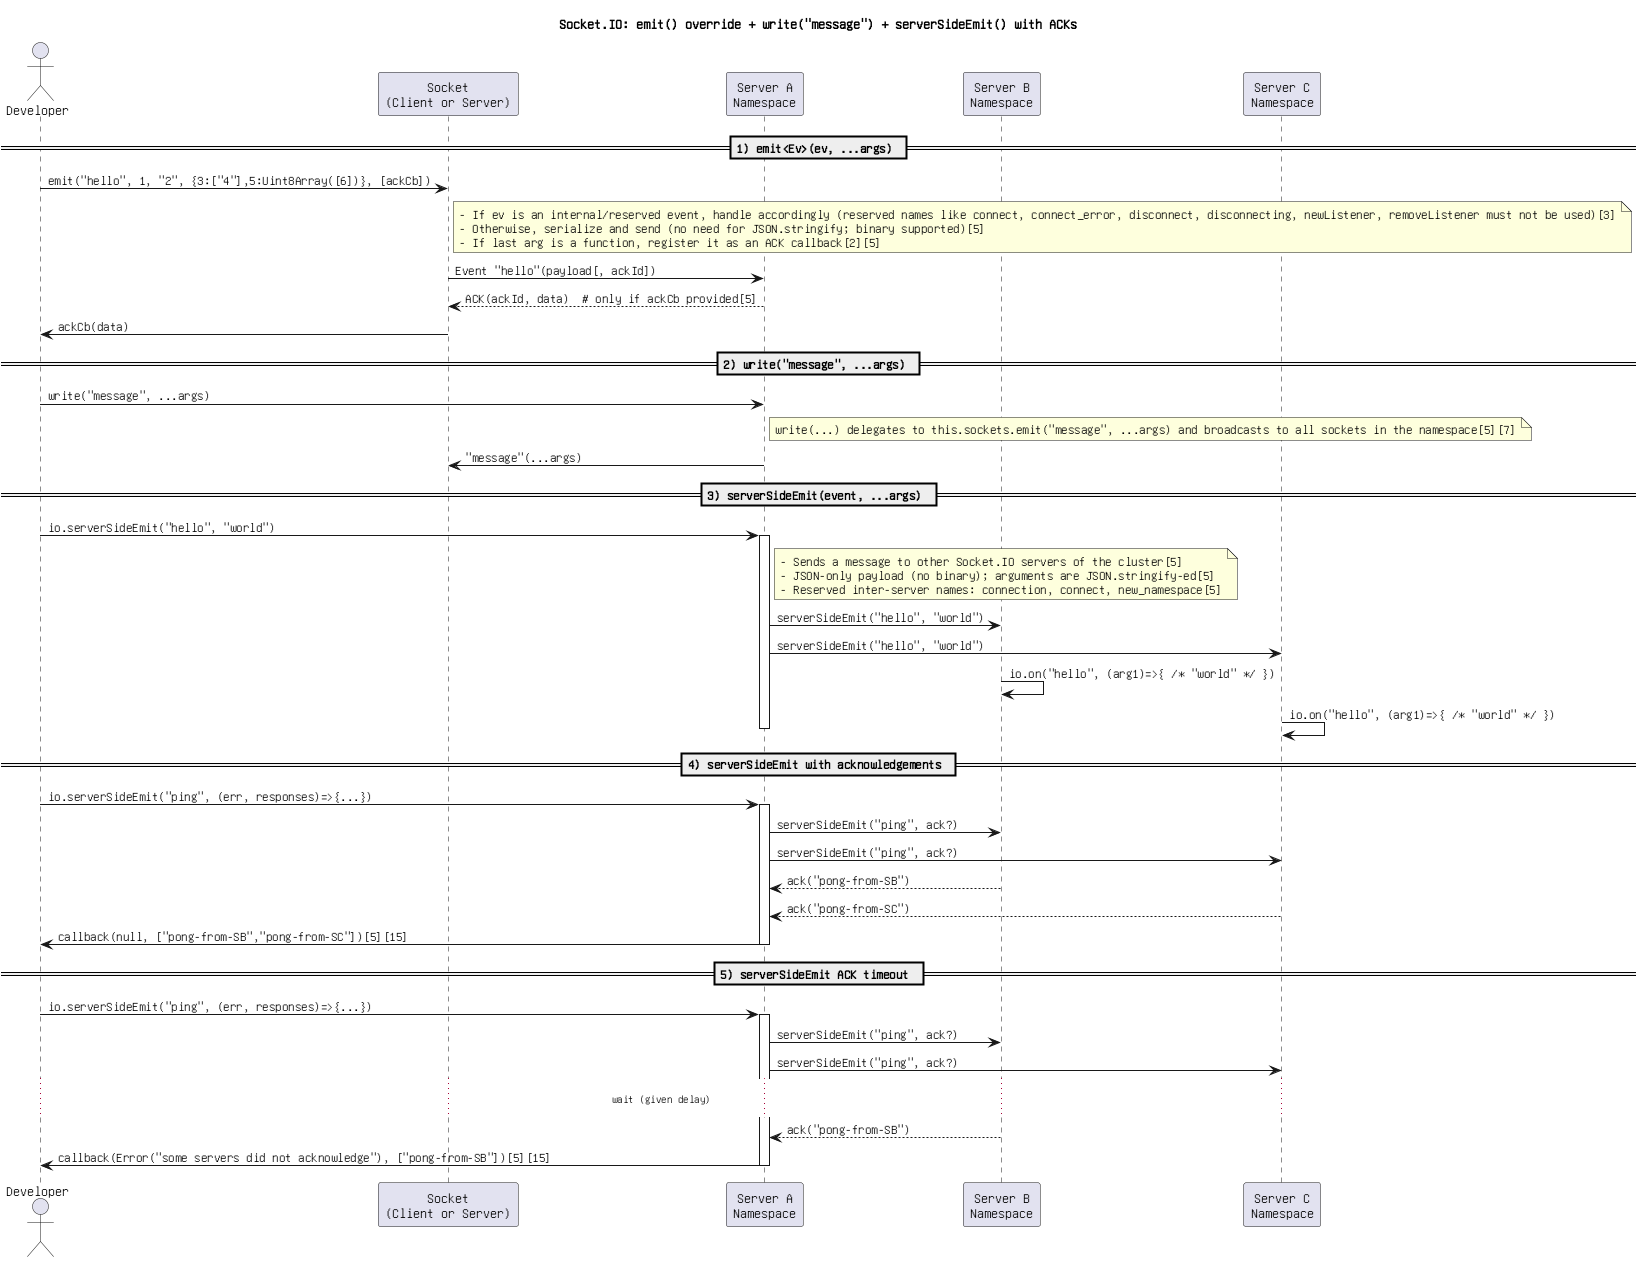 Socket.IO: emit() override + write("message") + serverSideEmit() with ACKs
Developer
Socket
(Client or Server)
Server A
Namespace
Server B
Namespace
Server C
Namespace
1) emit<Ev>(ev, ...args)
emit("hello", 1, "2", {3:["4"],5:Uint8Array([6])}, [ackCb])
- If ev is an internal/reserved event, handle accordingly (reserved names like connect, connect_error, disconnect, disconnecting, newListener, removeListener must not be used)[3]
- Otherwise, serialize and send (no need for JSON.stringify; binary supported)[5]
- If last arg is a function, register it as an ACK callback[2][5]
Event "hello"(payload[, ackId])
ACK(ackId, data)  # only if ackCb provided[5]
ackCb(data)
2) write("message", ...args)
write("message", ...args)
write(...) delegates to this.sockets.emit("message", ...args) and broadcasts to all sockets in the namespace[5][7]
"message"(...args)
3) serverSideEmit(event, ...args)
io.serverSideEmit("hello", "world")
- Sends a message to other Socket.IO servers of the cluster[5]
- JSON-only payload (no binary); arguments are JSON.stringify-ed[5]
- Reserved inter-server names: connection, connect, new_namespace[5]
serverSideEmit("hello", "world")
serverSideEmit("hello", "world")
io.on("hello", (arg1)=>{ /* "world" */ })
io.on("hello", (arg1)=>{ /* "world" */ })
4) serverSideEmit with acknowledgements
io.serverSideEmit("ping", (err, responses)=>{...})
serverSideEmit("ping", ack?)
serverSideEmit("ping", ack?)
ack("pong-from-SB")
ack("pong-from-SC")
callback(null, ["pong-from-SB","pong-from-SC"])[5][15]
5) serverSideEmit ACK timeout
io.serverSideEmit("ping", (err, responses)=>{...})
serverSideEmit("ping", ack?)
serverSideEmit("ping", ack?)
wait (given delay)
ack("pong-from-SB")
callback(Error("some servers did not acknowledge"), ["pong-from-SB"])[5][15]
Developer
Socket
(Client or Server)
Server A
Namespace
Server B
Namespace
Server C
Namespace